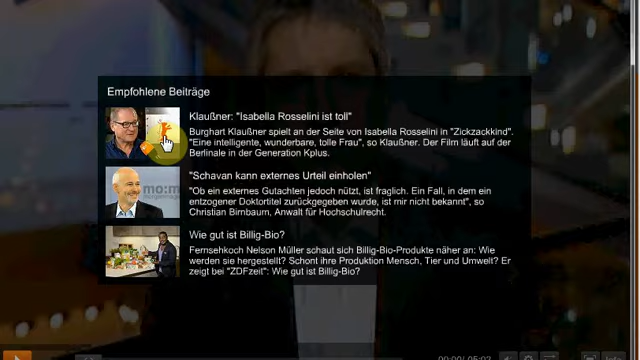 Empfohlene Beiträge
Klaußner: "Isabella Rosselini ist toll"
Burghart Klaußner spielt an der Seite von Isabella Rosselini in "Zickzackkind".
"Eine intelligente, wunderbare, tolle Frau", so Klaußner. Der Film läuft auf der
Berlinale in der Generation Kplus.
"Schavan kann externes Urteil einholen"
"Ob ein externes Gutachten jedoch nützt, ist fraglich. Ein Fall, in dem ein
entzogener Doktortitel zurückgegeben wurde, ist mir nicht bekannt", so
Christian Birnbaum, Anwalt für Hochschulrecht.
mo:m
Wie gut ist Billig-Bio?
Fernsehkoch Nelson Müller schaut sich Billig-Bio-Produkte näher an: Wie
werden sie hergestellt? Schont ihre Produktion Mensch, Tier und Umwelt? Er
zeigt bei "ZDFzeit": Wie gut ist Billig-Bio?